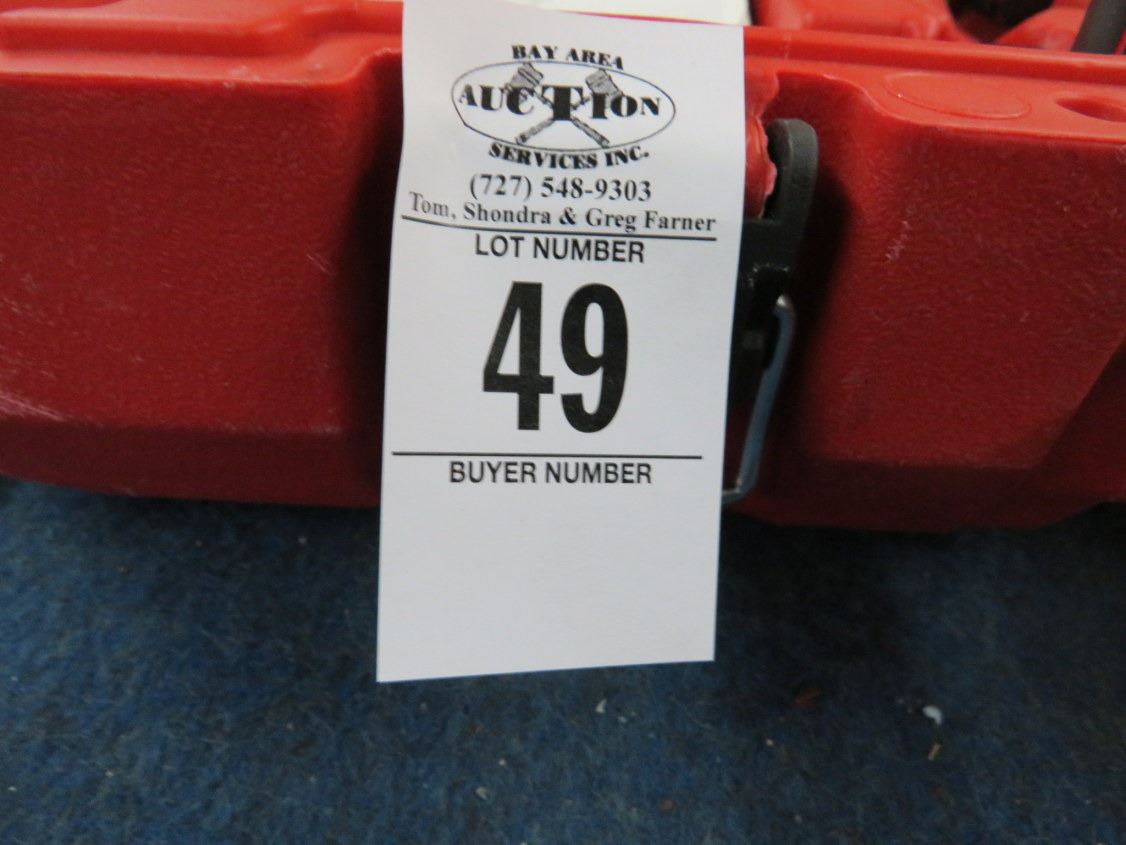 BAY AREA
AUCTION
SERVICES INC.
(727) 548-9303
Tom, Shondra & Greg Farner
LOT NUMBER
49
BUYER NUMBER